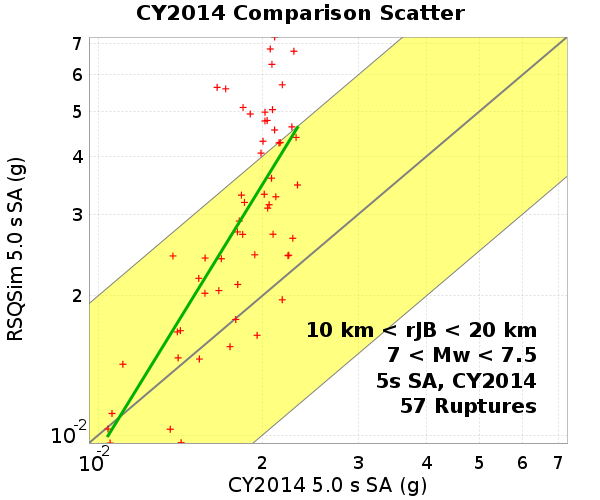 CY2014 Comparison Scatter
RSQSim 5.0 s SA (g)
7
6
5
4
3
2
10-2
10 km < rJB < 20 km
7 < Mw < 7.5
5s SA, CY2014
57 Ruptures
10-2 2 3 4 5 6 7
CY2014 5.0 s SA (g)